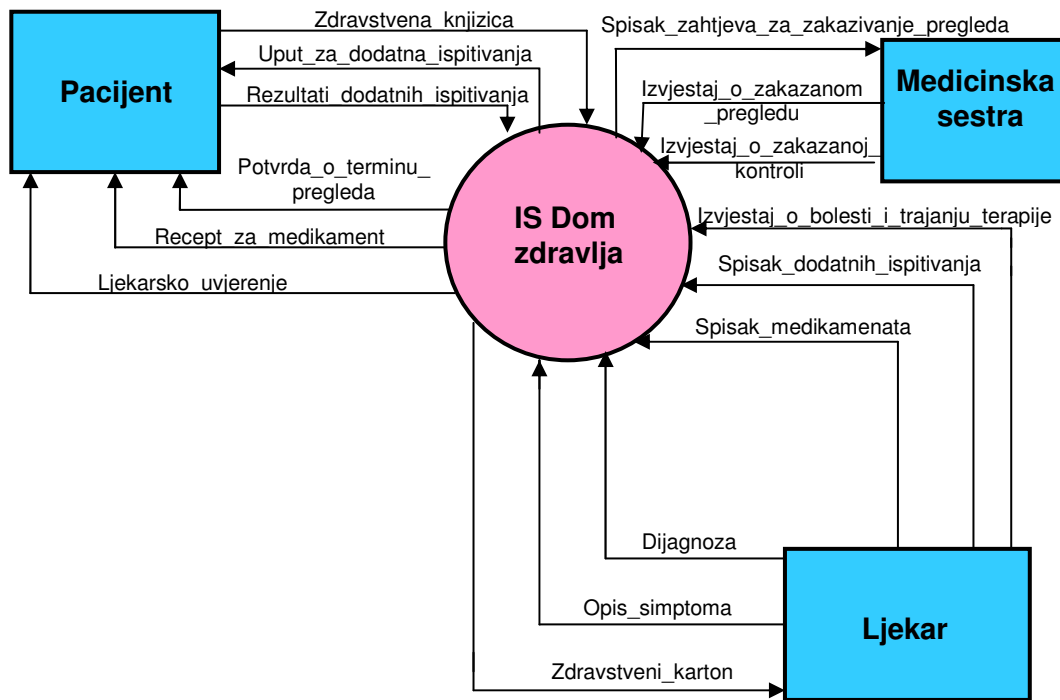 Zdravstvena_knjizica
Uput_za_dodatna_ispitivanja
Rezultati_dodatnih_ispitivanja
Pacijent
Potvrda_o_terminu_
pregleda
Recept_za_medikament
Ljekarsko_uvjerenje
Spisak_zahtjeva_za_zakazivanje_pregleda
Izvjestaj_o_zakazanom
_pregledu
Izvjestaj_o_zakazanoj_
kontroli
Medicinska
sestra
IS Dom
zdravlja
Izvjestaj_o_bolesti_i_trajanju_terapije
Spisak_dodatnih_ispitivanja
Spisak_medikamenata
Dijagnoza
Opis_simptoma
Zdravstveni_karton
Ljekar